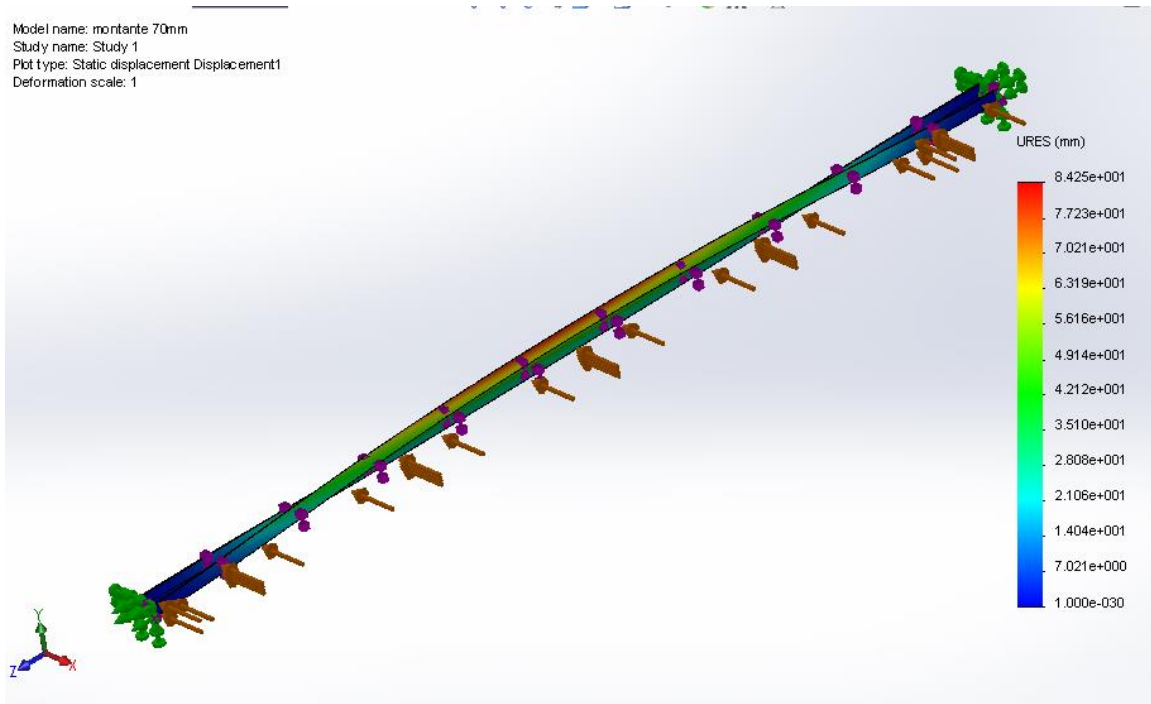 Model name: montante 70mm
Study name: Study 1
Plot type: Static displacement Displacement1
Deformation scale: 1
URES (mm)
8.425e+001
7.723e+001
7.021e+001
6.319e+001
5.616e+001
4.914e+001
4.212e+001
3.510e+001
2.808e+001
2.106e+001
1.404e+001
7.021e+000
1.000e-030
Y
Z
X